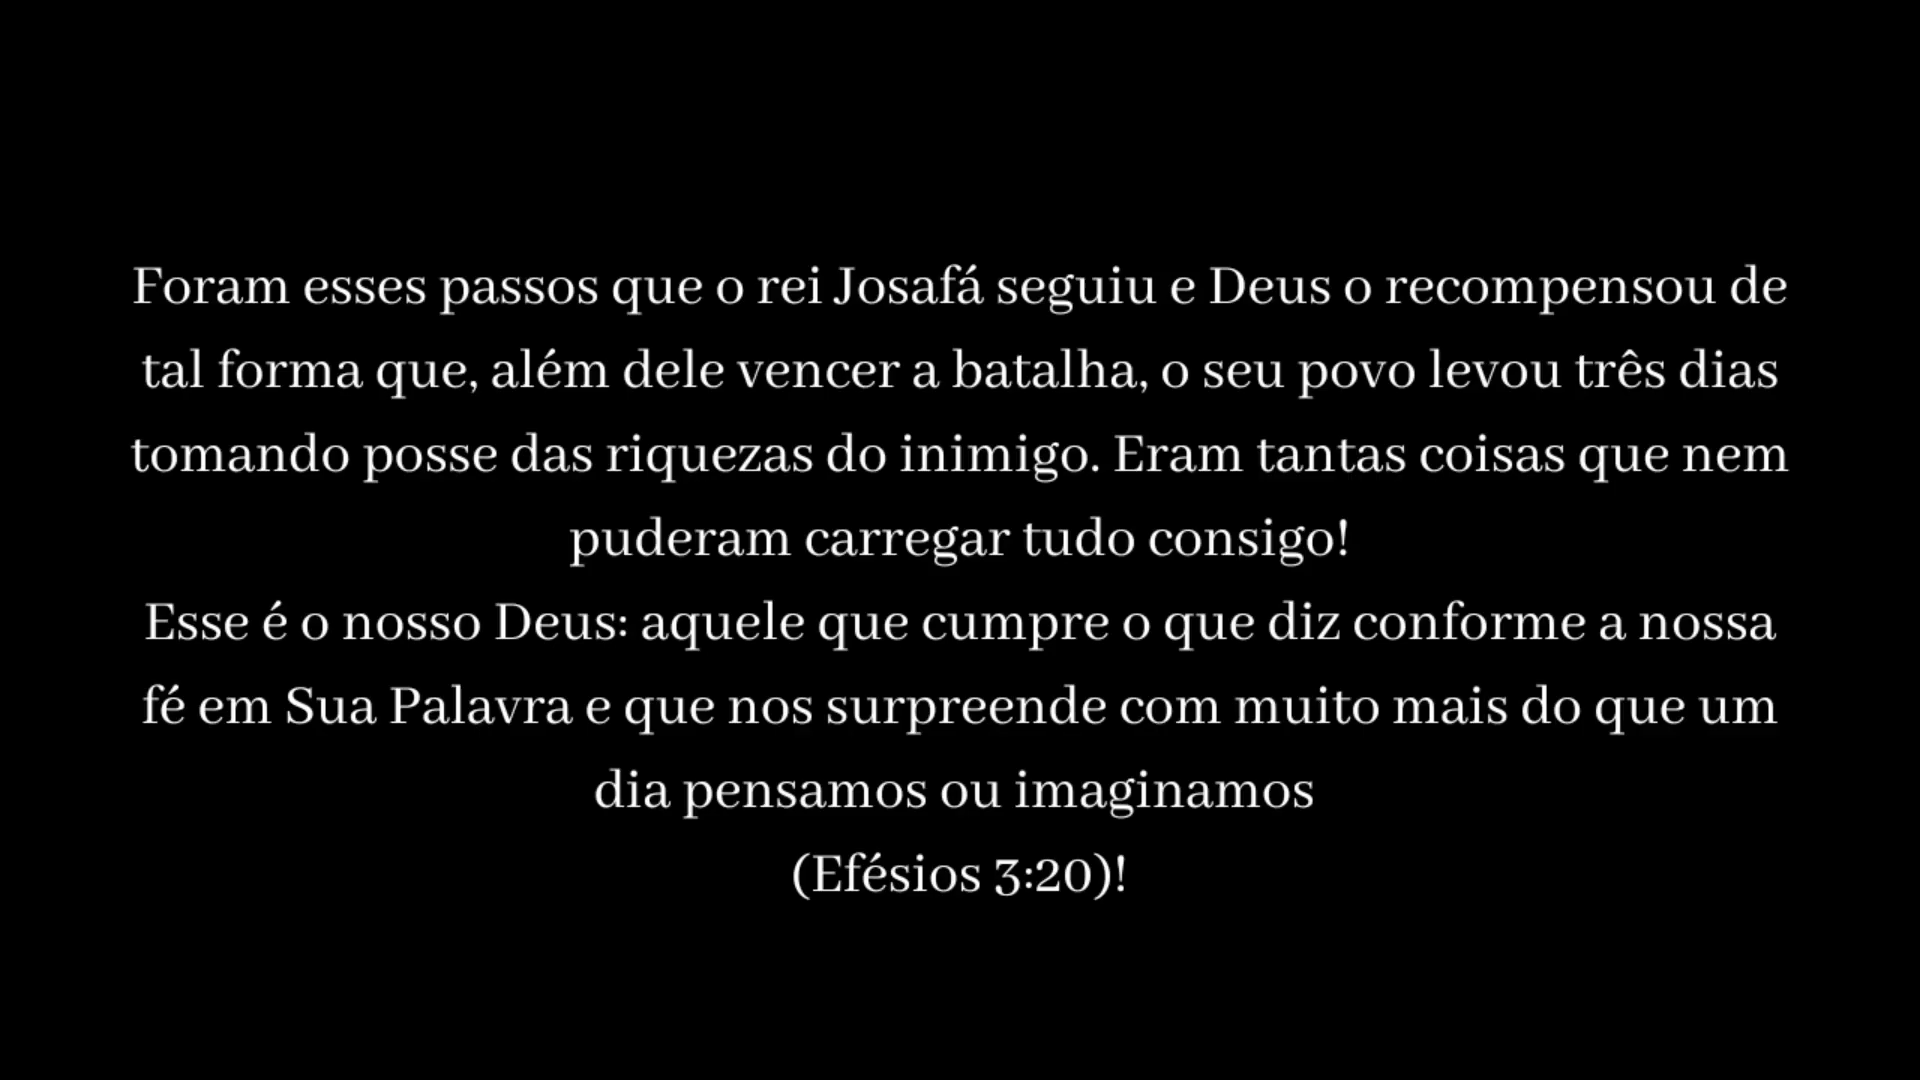 Foram esses passos que o rei Josafá seguiu e Deus o recompensou de
tal forma que, além dele vencer a batalha, o seu povo levou três dias
tomando posse das riquezas do inimigo. Eram tantas coisas que nem
puderam carregar tudo consigo!
Esse é o nosso Deus: aquele que cumpre o que diz conforme a nossa
fé em Sua Palavra e que nos surpreende com muito mais do que um
dia pensamos ou imaginamos
(Efésios 3:20)!